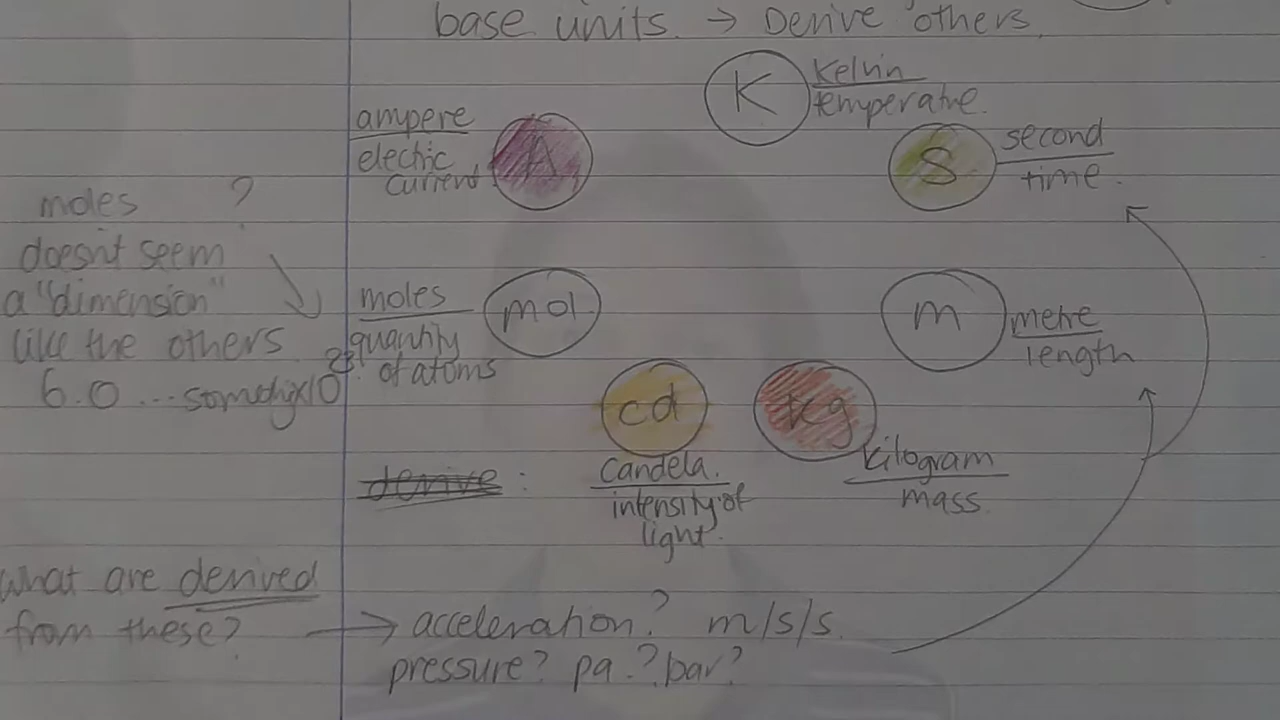 base units. → Derive others.
K
Kelvin
temperature.
ampere
electric
current.
A
S
second
time.
moles ?
doesn't seem
a "dimension"
like the others.
6.0...somethingx10²³
moles
quantity
of atoms
mol
m
metre
length
cd
candela.
intensity of
light.
kg
kilogram
mass.
derive :
what are derived
from these?
→ acceleration? m/s/s.
pressure? pa.? bar?